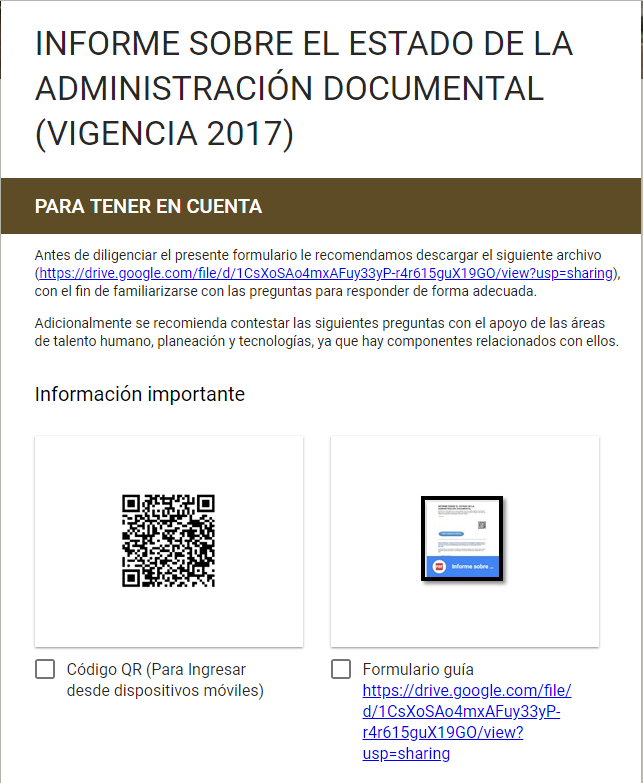 INFORME SOBRE EL ESTADO DE LA
ADMINISTRACIÓN DOCUMENTAL
(VIGENCIA 2017)
PARA TENER EN CUENTA
Antes de diligenciar el presente formulario le recomendamos descargar el siguiente archivo
(https://drive.google.com/file/d/1CsXoSAo4mxAFuy33yP-r4r615guX19GO/view?usp=sharing),
con el fin de familiarizarse con las preguntas para responder de forma adecuada.
Adicionalmente se recomienda contestar las siguientes preguntas con el apoyo de las áreas
de talento humano, planeación y tecnologías, ya que hay componentes relacionados con ellos.
Información importante
Informe sobre ...
Código QR (Para Ingresar
desde dispositivos móviles)
Formulario guía
https://drive.google.com/file/
d/1CsXoSAo4mxAFuy33yP-
r4r615guX19GO/view?
usp=sharing